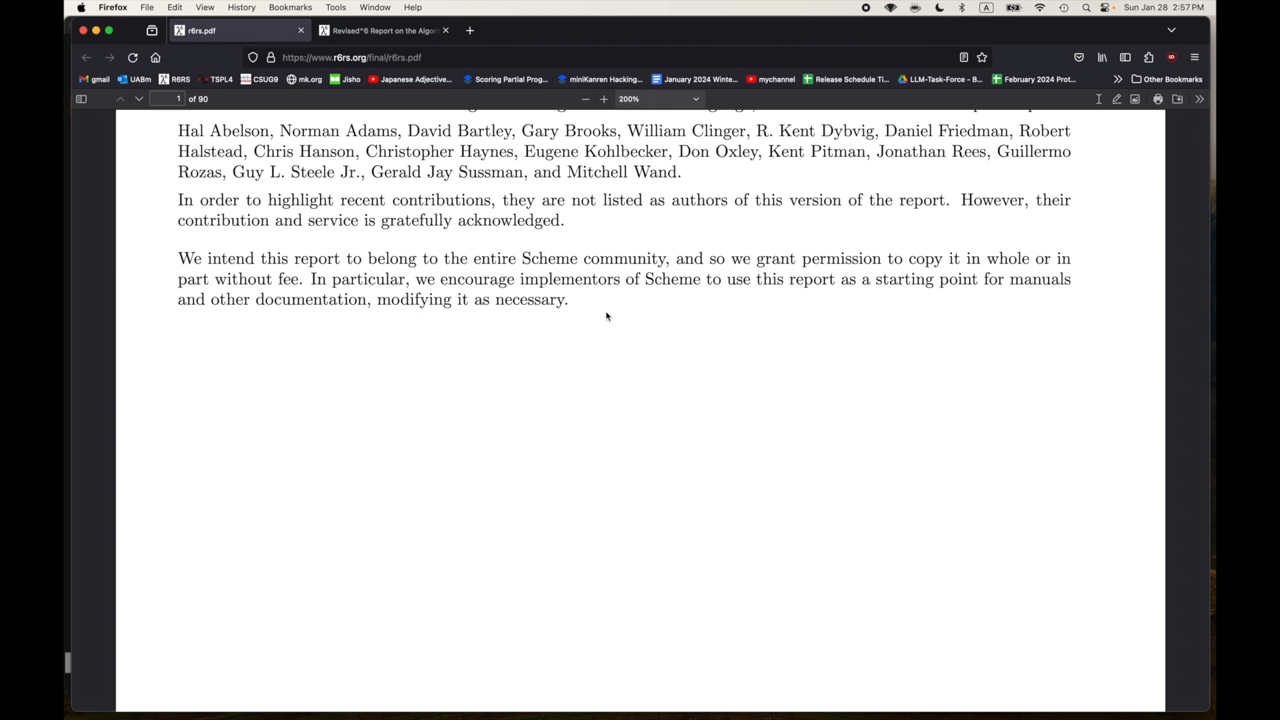 Firefox File Edit View History Bookmarks Tools Window Help
A
Sun Jan 28 2:57 PM
r6rs.pdf
Revised^6 Report on the Algor
https://www.r6rs.org/final/r6rs.pdf
gmail UABm R6RS TSPL4 CSUG9 mk.org Jisho Japanese Adjective... Scoring Partial Prog... miniKanren Hacking... January 2024 Winte... mychannel Release Schedule Ti... LLM-Task-Force - B... February 2024 Prot... Other Bookmarks
1 of 90
200%
Hal Abelson, Norman Adams, David Bartley, Gary Brooks, William Clinger, R. Kent Dybvig, Daniel Friedman, Robert
Halstead, Chris Hanson, Christopher Haynes, Eugene Kohlbecker, Don Oxley, Kent Pitman, Jonathan Rees, Guillermo
Rozas, Guy L. Steele Jr., Gerald Jay Sussman, and Mitchell Wand.
In order to highlight recent contributions, they are not listed as authors of this version of the report. However, their
contribution and service is gratefully acknowledged.
We intend this report to belong to the entire Scheme community, and so we grant permission to copy it in whole or in
part without fee. In particular, we encourage implementors of Scheme to use this report as a starting point for manuals
and other documentation, modifying it as necessary.